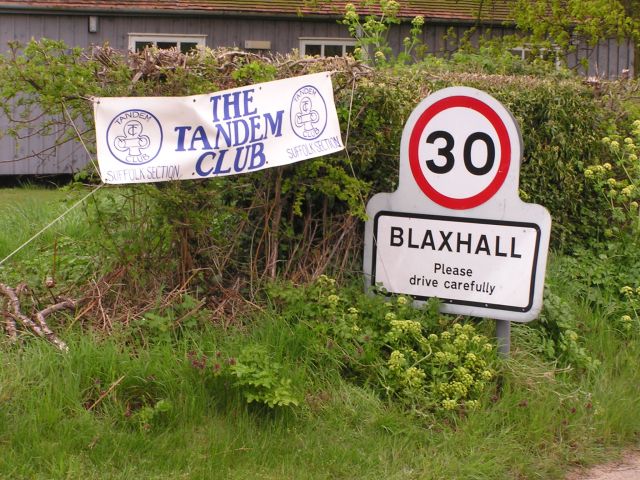 THE
TANDEM
CLUB
TANDEM
CLUB
SUFFOLK SECTION
TANDEM
CLUB
SUFFOLK SECTION
30
BLAXHALL
Please
drive carefully